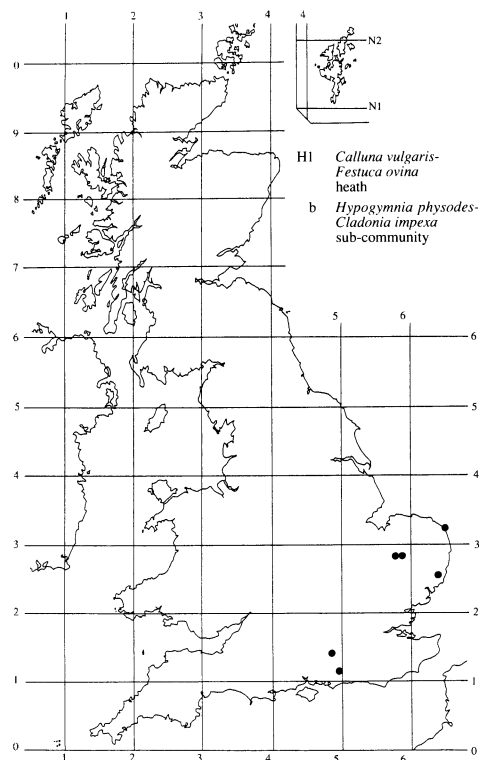 1 2 3 4
4
N2
N1
0
9
8
7
6
5
4
3
2
1
0
H1 Calluna vulgaris-
Festuca ovina
heath
b Hypogymnia physodes-
Cladonia impexa
sub-community
5 6
6
5
4
3
2
1
0
1 2 3 4 5 6